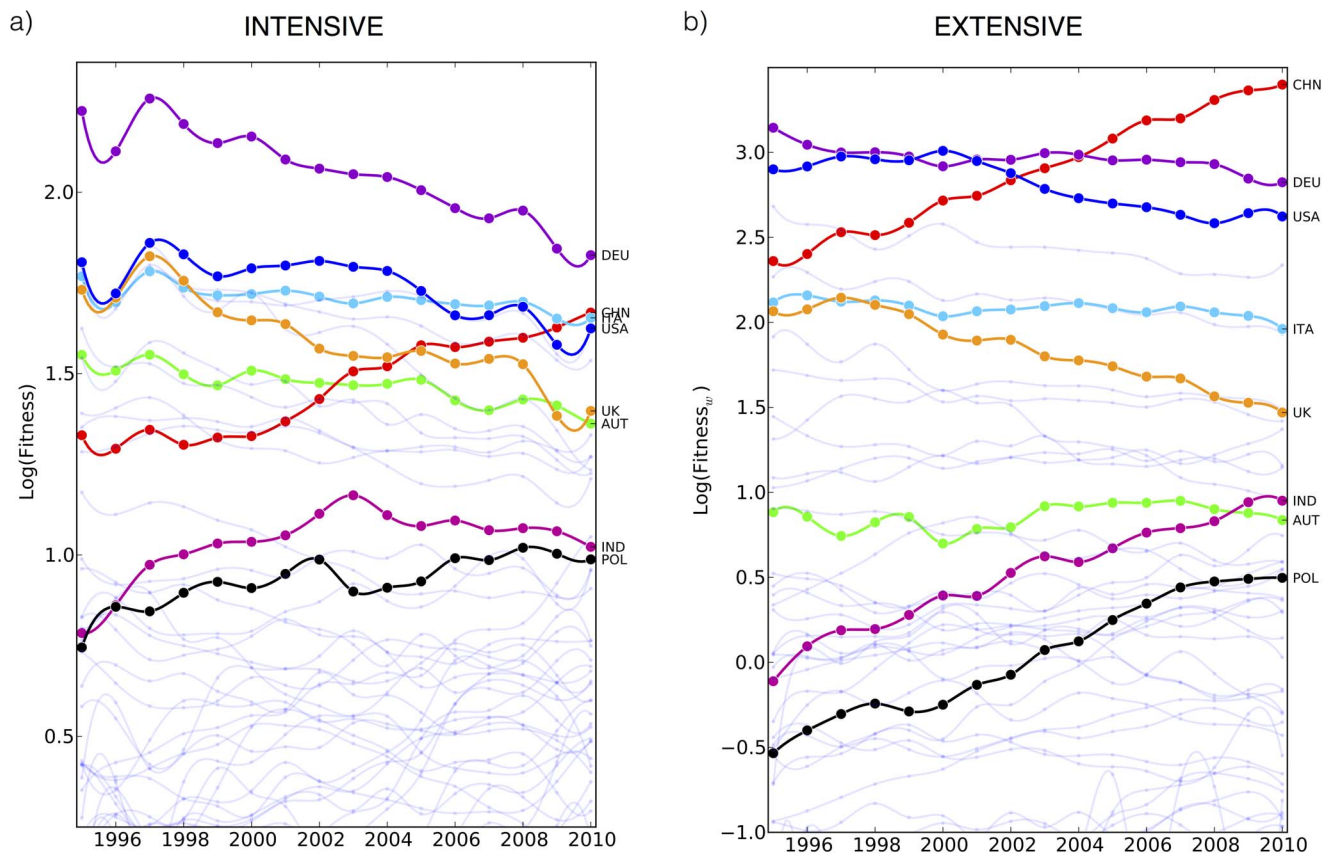 a)
INTENSIVE
Log(Fitness)
2.0
1.5
1.0
0.5
DEU
CHN
ITA
USA
UK
AUT
IND
POL
1996 1998 2000 2002 2004 2006 2008 2010
b)
EXTENSIVE
Log(Fitness_w)
3.0
2.5
2.0
1.5
1.0
0.5
0.0
−0.5
−1.0
CHN
DEU
USA
ITA
UK
IND
AUT
POL
1996 1998 2000 2002 2004 2006 2008 2010